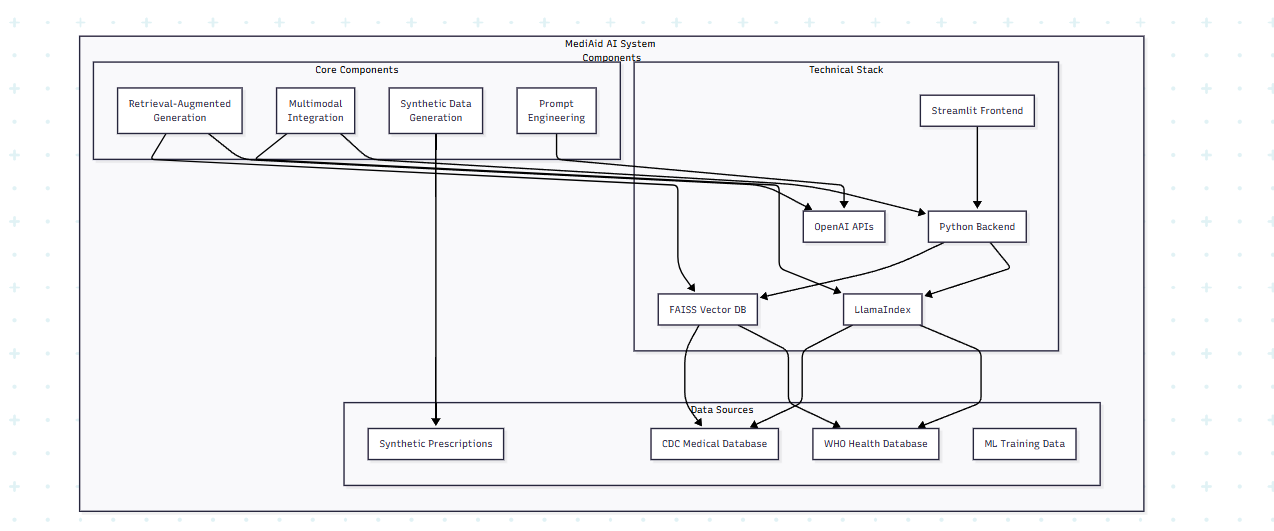 MediAid AI System
Components
Core Components
Technical Stack
Retrieval-Augmented
Generation
Multimodal
Integration
Synthetic Data
Generation
Prompt
Engineering
Streamlit Frontend
OpenAI APIs
Python Backend
FAISS Vector DB
LlamaIndex
Data Sources
Synthetic Prescriptions
CDC Medical Database
WHO Health Database
ML Training Data